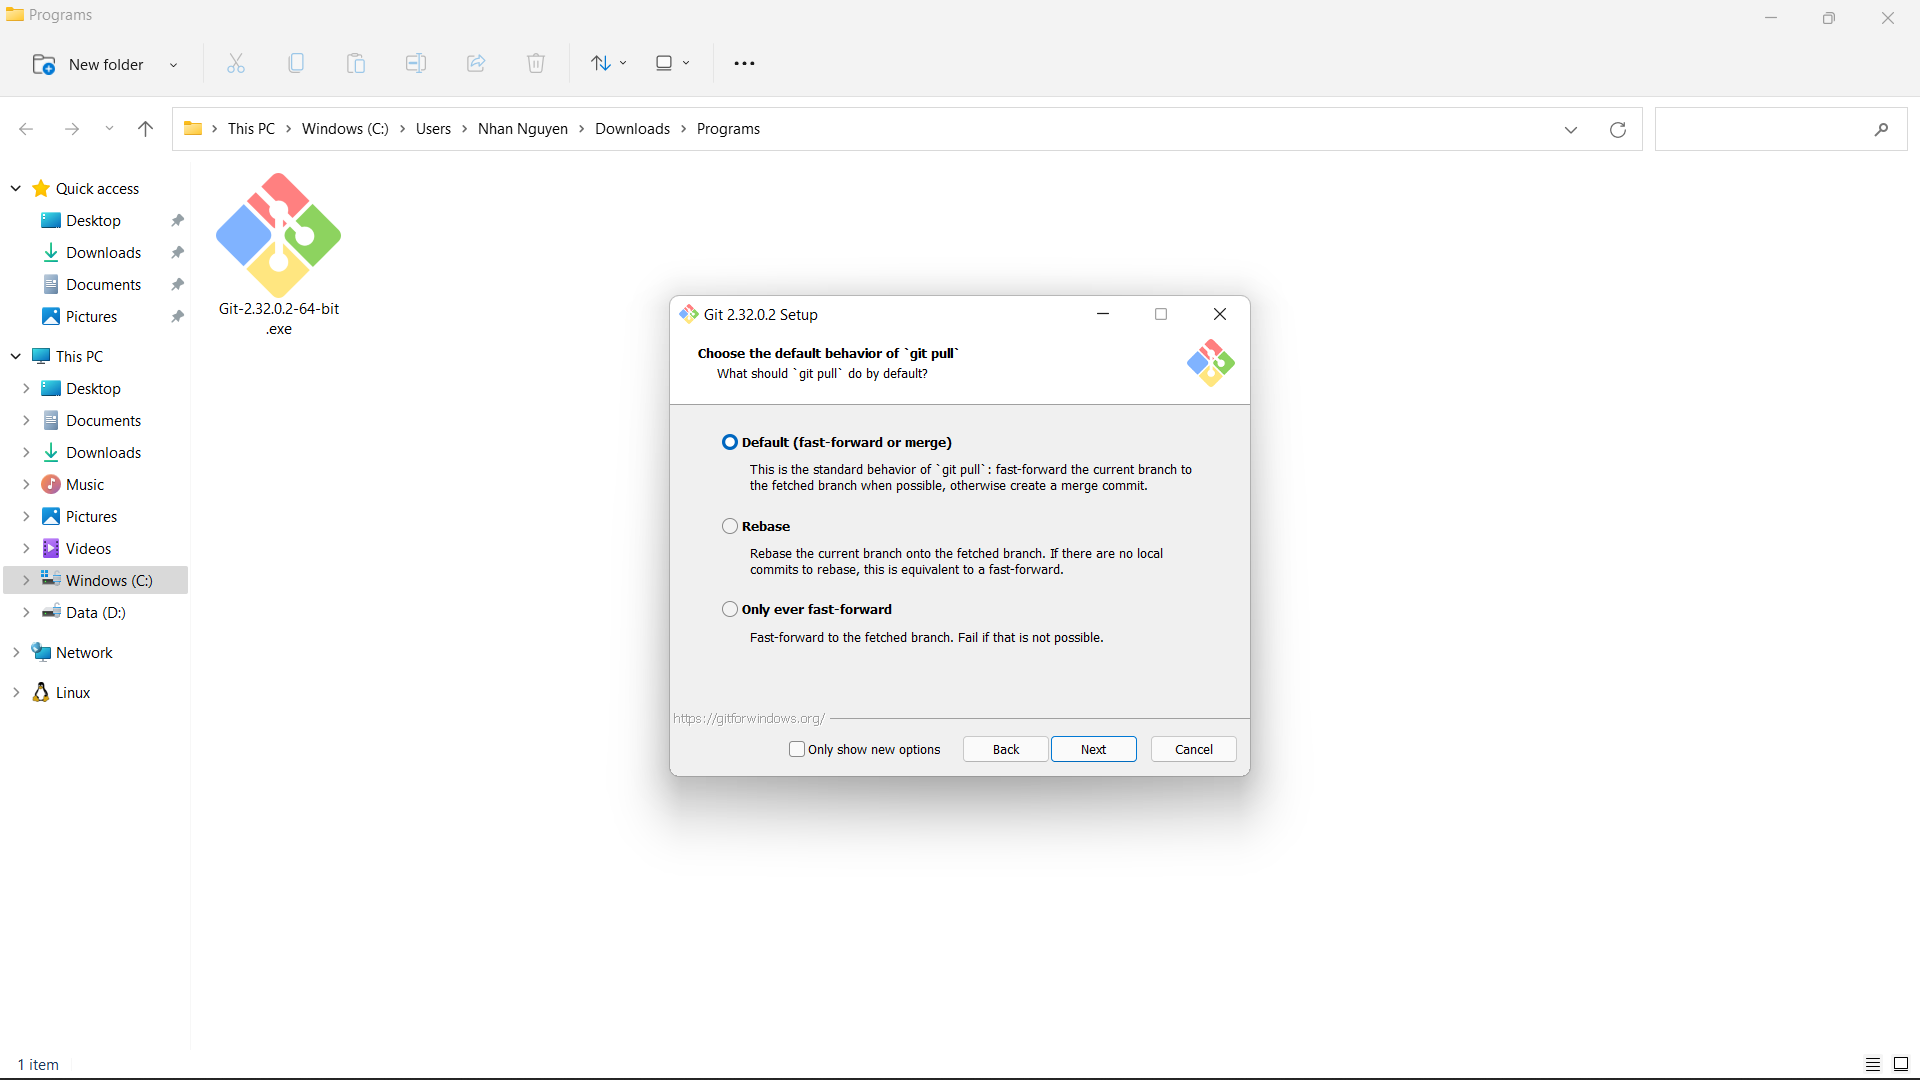 Programs
New folder
This PC
Windows (C:)
Users
Nhan Nguyen
Downloads
Programs
Quick access
Desktop
Downloads
Documents
Pictures
This PC
Desktop
Documents
Downloads
Music
Pictures
Videos
Windows (C:)
Data (D:)
Network
Linux
Git-2.32.0.2-64-bit
.exe
Git 2.32.0.2 Setup
Choose the default behavior of `git pull`
What should `git pull` do by default?
Default (fast-forward or merge)
This is the standard behavior of `git pull`: fast-forward the current branch to
the fetched branch when possible, otherwise create a merge commit.
Rebase
Rebase the current branch onto the fetched branch. If there are no local
commits to rebase, this is equivalent to a fast-forward.
Only ever fast-forward
Fast-forward to the fetched branch. Fail if that is not possible.
https://gitforwindows.org/
Only show new options
Back
Next
Cancel
1 item